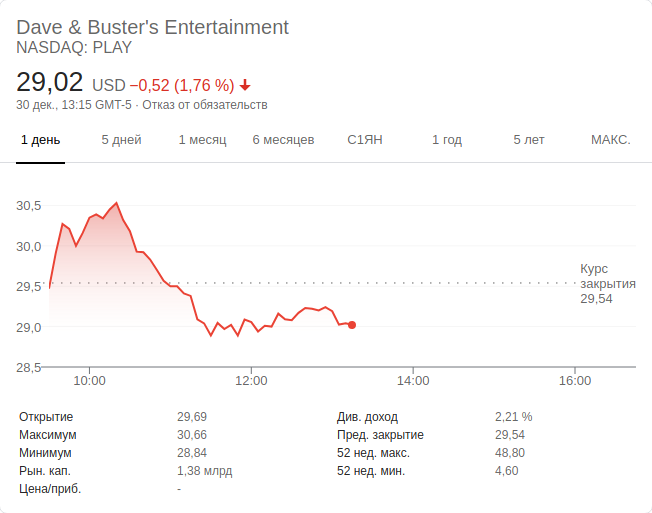 Dave & Buster's Entertainment
NASDAQ: PLAY
29,02 USD −0,52 (1,76 %)
30 дек., 13:15 GMT-5 · Отказ от обязательств
1 день 5 дней 1 месяц 6 месяцев С1ЯН 1 год 5 лет МАКС.
30,5
30,0
29,5
29,0
28,5
Курс
закрытия
29,54
10:00 12:00 14:00 16:00
Открытие 29,69 Див. доход 2,21 %
Максимум 30,66 Пред. закрытие 29,54
Минимум 28,84 52 нед. макс. 48,80
Рын. кап. 1,38 млрд 52 нед. мин. 4,60
Цена/приб. -